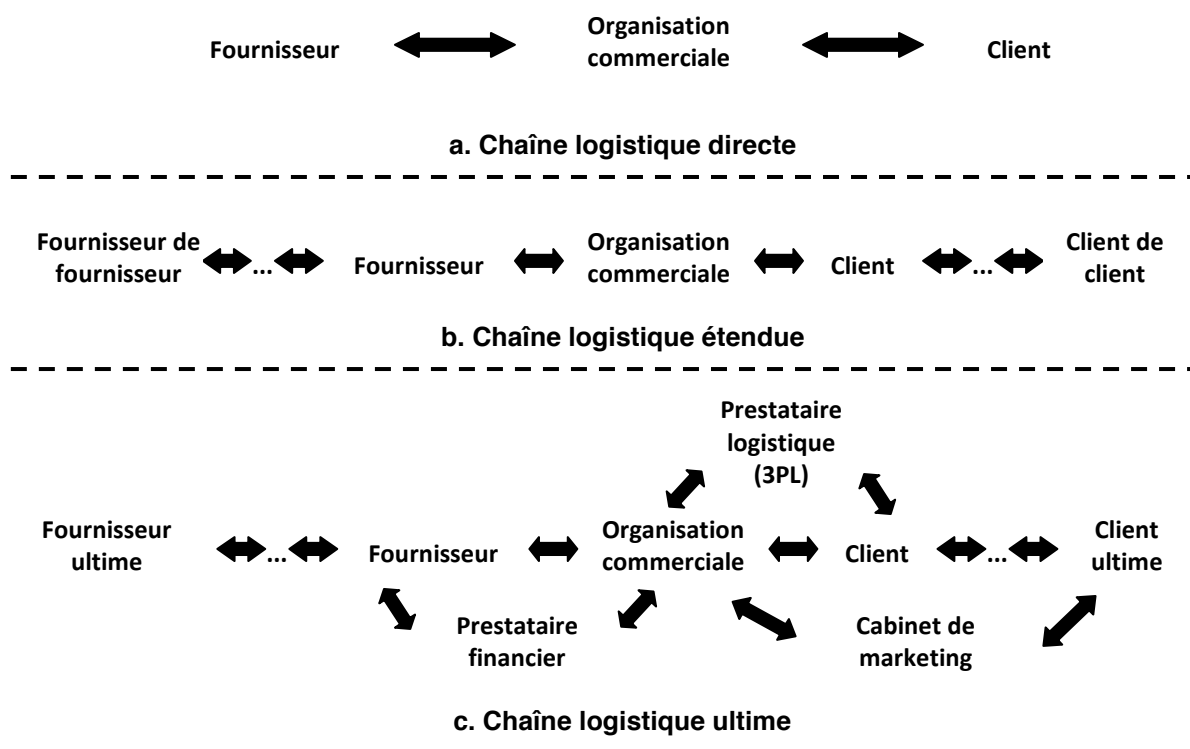 Fournisseur
Organisation
commerciale
Client
a. Chaîne logistique directe
Fournisseur de
fournisseur
...
Fournisseur
Organisation
commerciale
Client
...
Client de
client
b. Chaîne logistique étendue
Prestataire
logistique
(3PL)
Fournisseur
ultime
...
Fournisseur
Organisation
commerciale
Client
...
Client
ultime
Prestataire
financier
Cabinet de
marketing
c. Chaîne logistique ultime